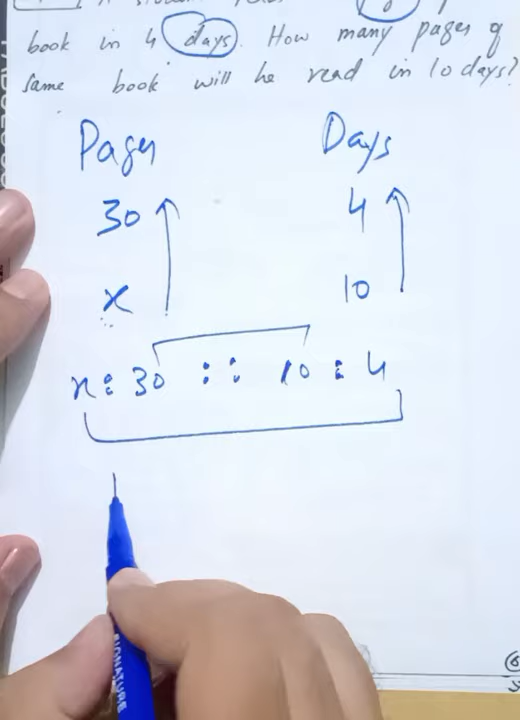 book in 4 days. How many pages of
same book will he read in 10 days?
Pages Days
30 4
x 10
x : 30 :: 10 : 4
SIGNATURE